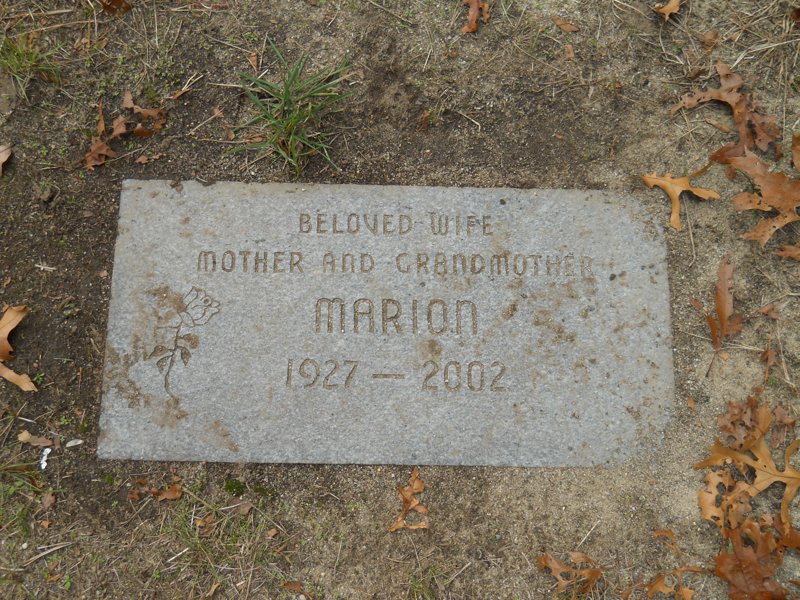 BELOVED WIFE
MOTHER AND GRANDMOTHER
MARION
1927 — 2002